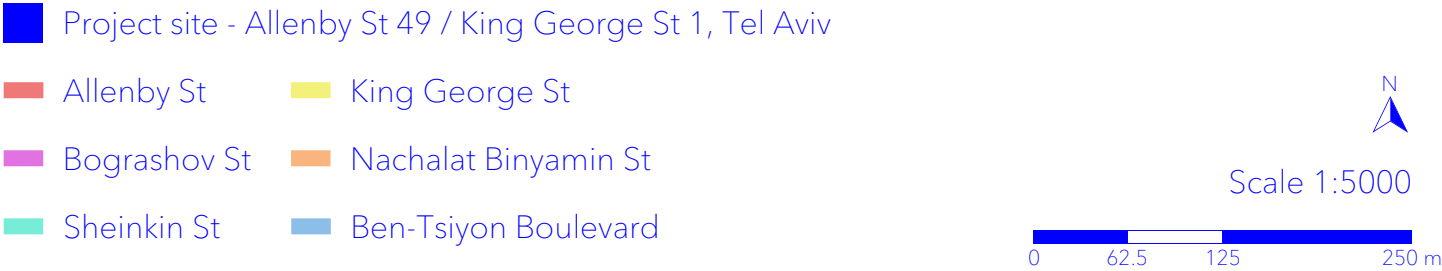 Project site - Allenby St 49 / King George St 1, Tel Aviv
Allenby St
King George St
Bograshov St
Nachalat Binyamin St
Sheinkin St
Ben-Tsiyon Boulevard
N
Scale 1:5000
0 62.5 125 250 m